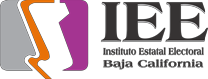 IEE
Instituto Estatal Electoral
Baja California